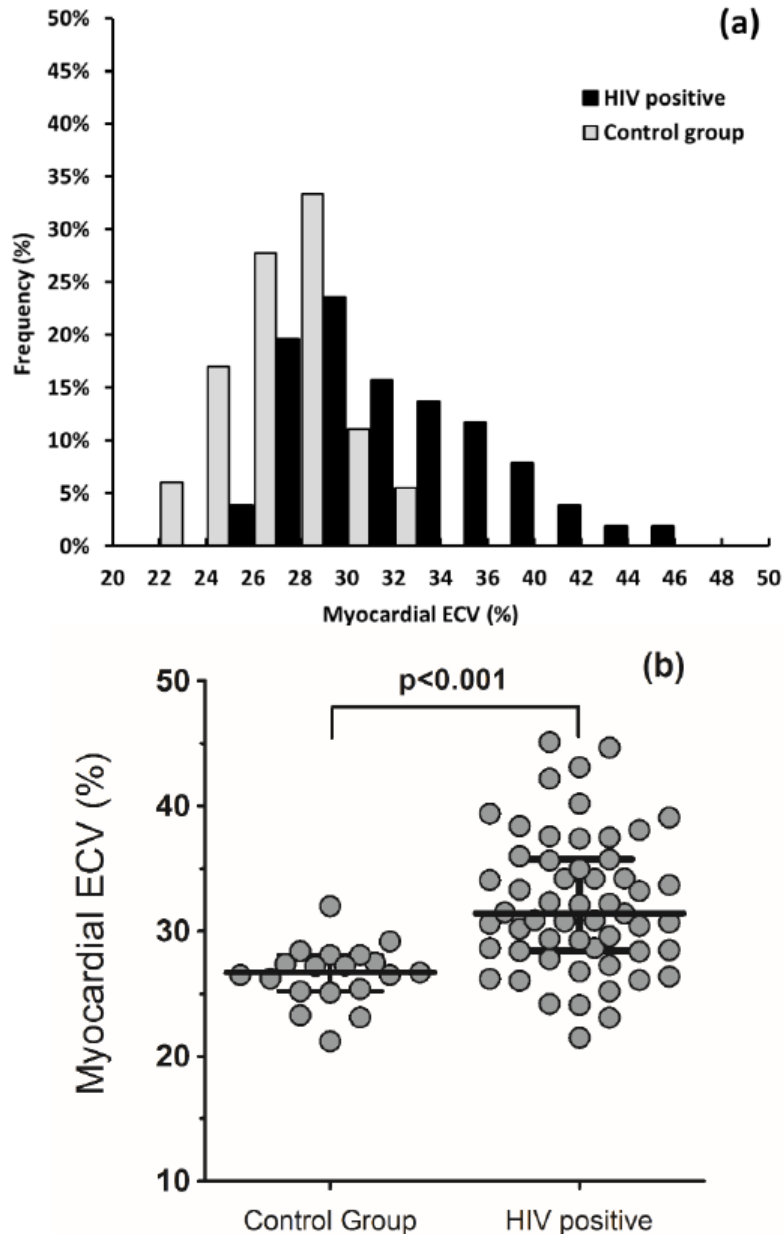 (a)
50%
45%
40%
35%
30%
25%
20%
15%
10%
5%
0%
Frequency (%)
HIV positive
Control group
20 22 24 26 28 30 32 34 36 40 42 44 46 48 50
Myocardial ECV (%)
(b)
p<0.001
50
40
30
20
10
Myocardial ECV (%)
Control Group HIV positive